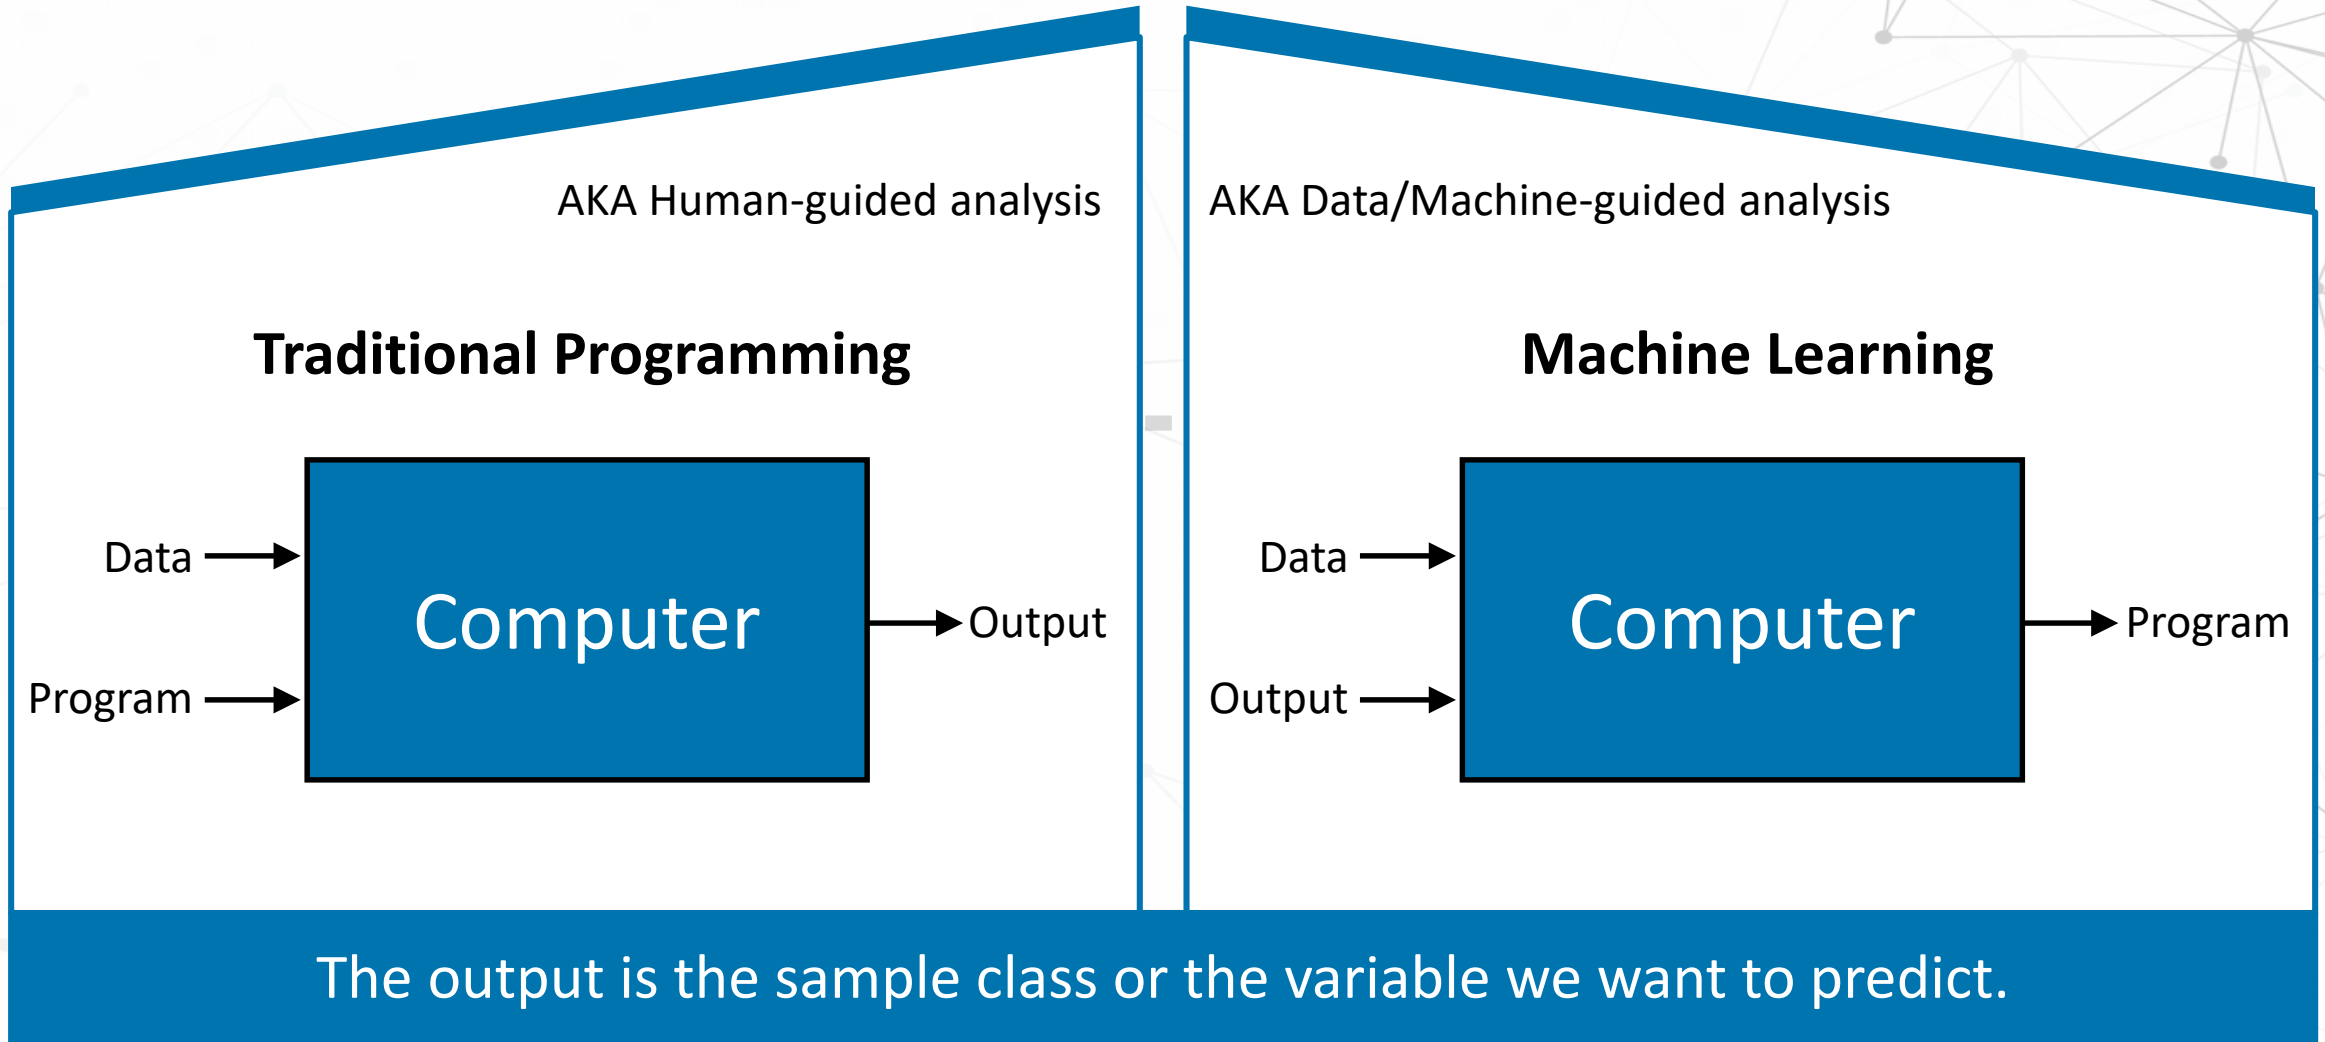 AKA Human-guided analysis
Traditional Programming
Data
Program
Computer
Output
AKA Data/Machine-guided analysis
Machine Learning
Data
Output
Computer
Program
The output is the sample class or the variable we want to predict.